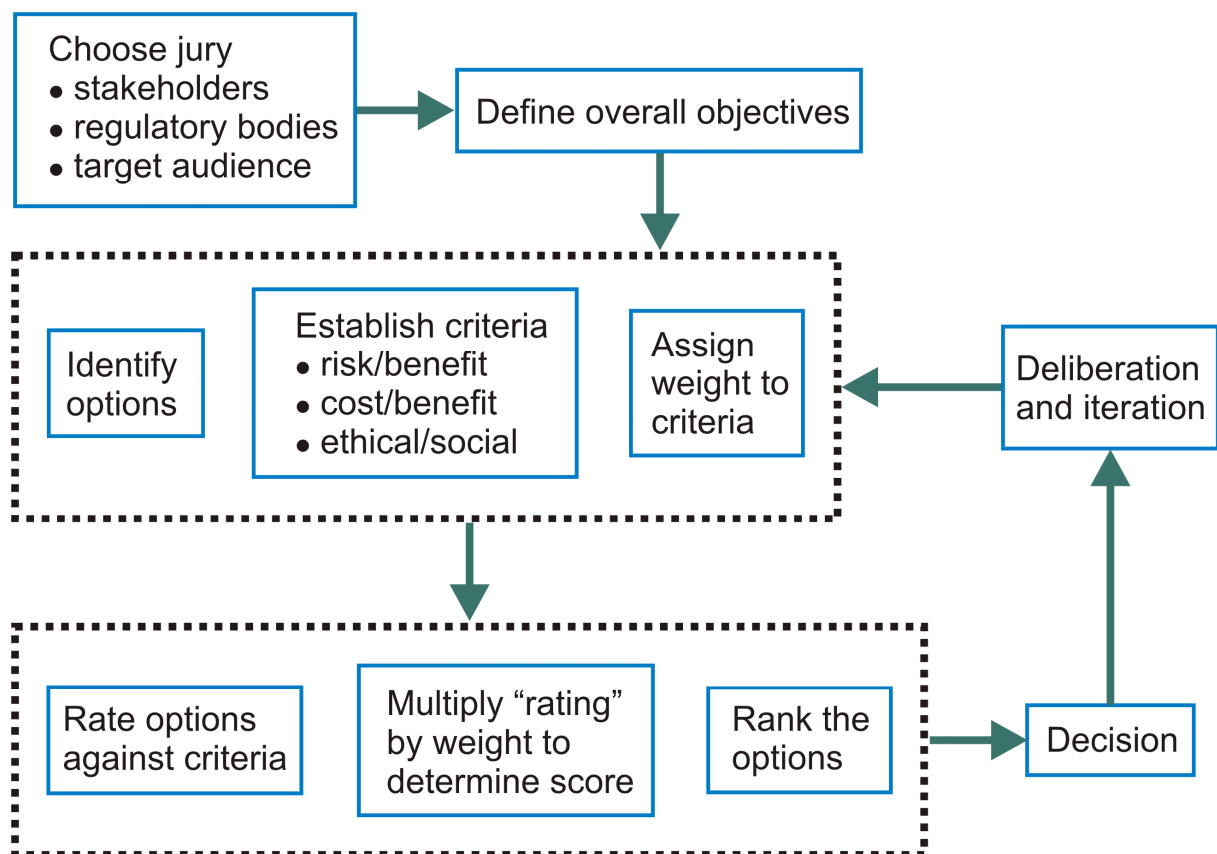 Choose jury
• stakeholders
• regulatory bodies
• target audience
Define overall objectives
Identify
options
Establish criteria
• risk/benefit
• cost/benefit
• ethical/social
Assign
weight to
criteria
Deliberation
and iteration
Rate options
against criteria
Multiply “rating”
by weight to
determine score
Rank the
options
Decision